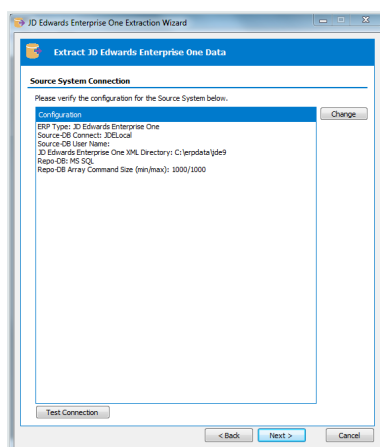 JD Edwards Enterprise One Extraction Wizard
Extract JD Edwards Enterprise One Data
Source System Connection
Please verify the configuration for the Source System below.
Configuration
Change
ERP Type: JD Edwards Enterprise One
Source-DB Connect: JDELocal
Source-DB User Name:
JD Edwards Enterprise One XML Directory: C:\erpdata\jde9
Repo-DB: MS SQL
Repo-DB Array Command Size (min/max): 1000/1000
Test Connection
< Back
Next >
Cancel